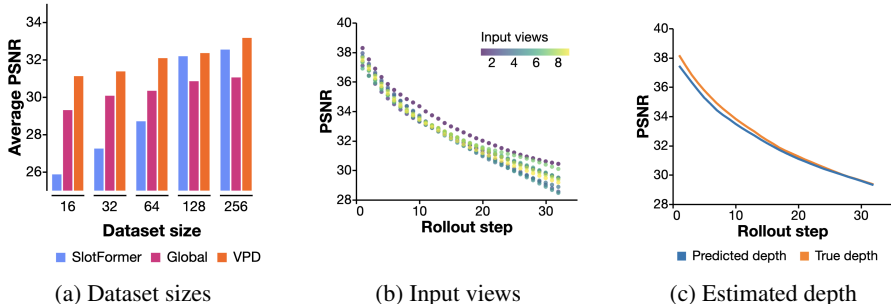 34
32
30
28
26
Average PSNR
16 32 64 128 256
Dataset size
SlotFormer Global VPD
(a) Dataset sizes
40
38
36
34
32
30
28
PSNR
Input views
2 4 6 8
0 10 20 30
Rollout step
(b) Input views
40
38
36
34
32
30
28
PSNR
0 10 20 30
Rollout step
Predicted depth True depth
(c) Estimated depth